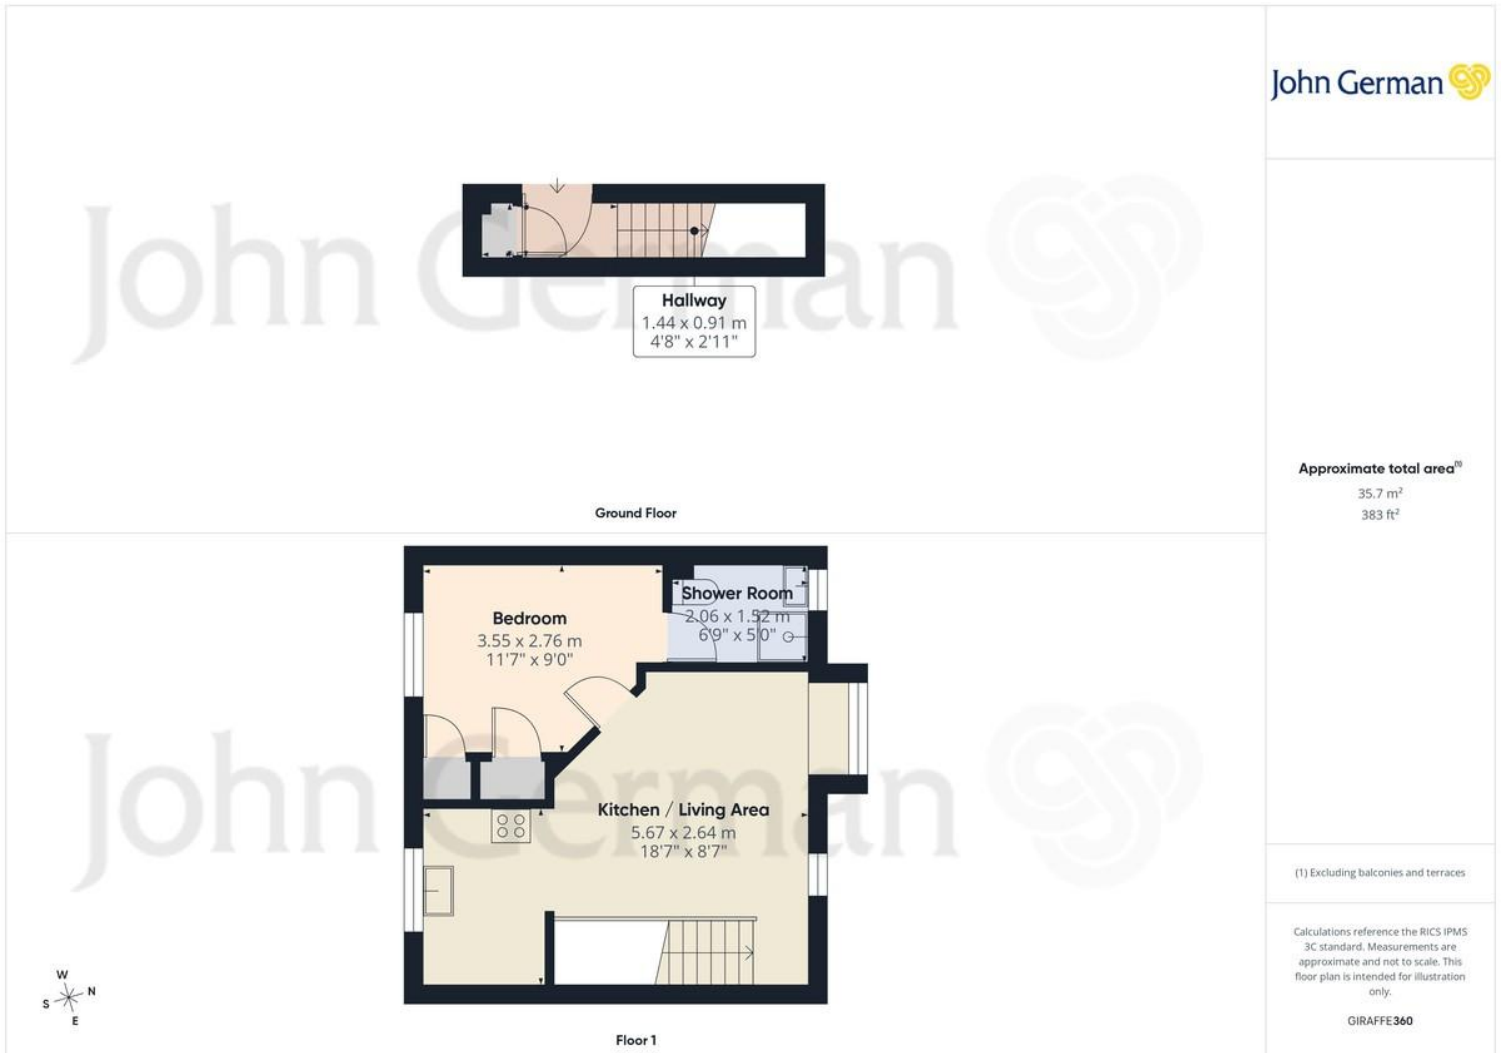 John German
John German
Hallway
1.44 x 0.91 m
4'8" x 2'11"
Ground Floor
John German
Bedroom
3.55 x 2.76 m
11'7" x 9'0"
Shower Room
2.06 x 1.52 m
6'9" x 5'0"
Kitchen / Living Area
5.67 x 2.64 m
18'7" x 8'7"
W
N
S
E
Floor 1
Approximate total area(1)
35.7 m²
383 ft²
(1) Excluding balconies and terraces
Calculations reference the RICS IPMS
3C standard. Measurements are
approximate and not to scale. This
floor plan is intended for illustration
only.
GIRAFFE360